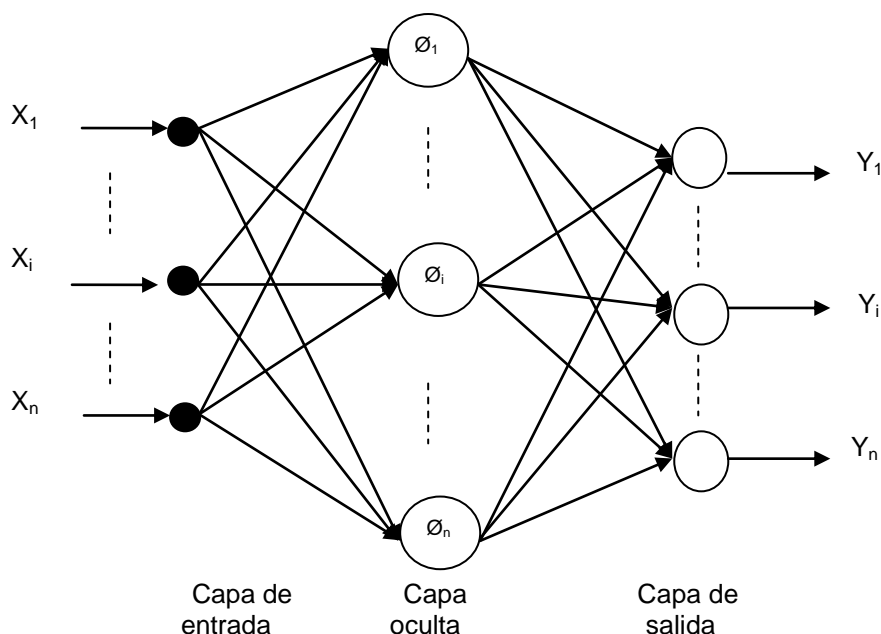 Ø₁
X₁
Y₁
Xᵢ
Øᵢ
Yᵢ
Xₙ
Yₙ
Øₙ
Capa de entrada
Capa oculta
Capa de salida